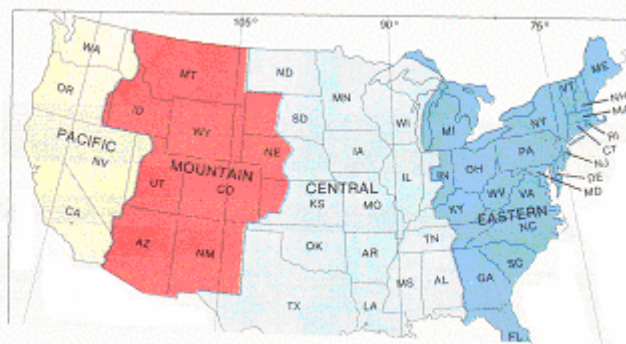 105°
90°
75°
WA
MT
ND
MN
ME
VT
NH
MA
OR
ID
SD
WI
MI
NY
RI
CT
PACIFIC
WY
IA
PA
NJ
NV
MOUNTAIN
NE
IL
IN
OH
DE
MD
UT
CO
CENTRAL
WV
VA
CA
KS
MO
KY
EASTERN
NC
AZ
NM
OK
AR
TN
SC
MS
AL
GA
TX
LA
FL